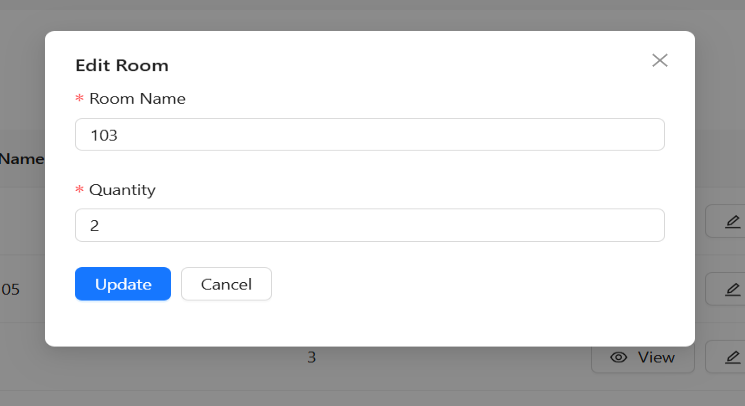 Edit Room
* Room Name
103
Name
* Quantity
2
Update Cancel
05
3 View